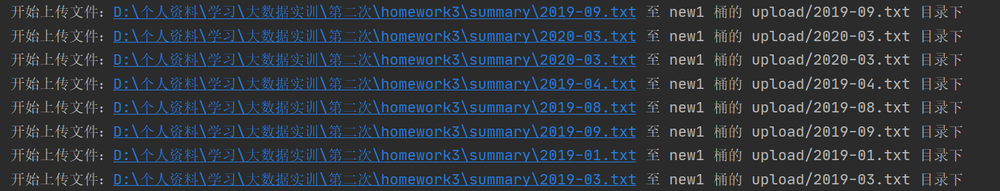 开始上传文件：D:\个人资料\学习\大数据实训\第二次\homework3\summary\2019-09.txt 至 new1 桶的 upload/2019-09.txt 目录下
开始上传文件：D:\个人资料\学习\大数据实训\第二次\homework3\summary\2020-03.txt 至 new1 桶的 upload/2020-03.txt 目录下
开始上传文件：D:\个人资料\学习\大数据实训\第二次\homework3\summary\2020-03.txt 至 new1 桶的 upload/2020-03.txt 目录下
开始上传文件：D:\个人资料\学习\大数据实训\第二次\homework3\summary\2019-04.txt 至 new1 桶的 upload/2019-04.txt 目录下
开始上传文件：D:\个人资料\学习\大数据实训\第二次\homework3\summary\2019-08.txt 至 new1 桶的 upload/2019-08.txt 目录下
开始上传文件：D:\个人资料\学习\大数据实训\第二次\homework3\summary\2019-09.txt 至 new1 桶的 upload/2019-09.txt 目录下
开始上传文件：D:\个人资料\学习\大数据实训\第二次\homework3\summary\2019-01.txt 至 new1 桶的 upload/2019-01.txt 目录下
开始上传文件：D:\个人资料\学习\大数据实训\第二次\homework3\summary\2019-03.txt 至 new1 桶的 upload/2019-03.txt 目录下